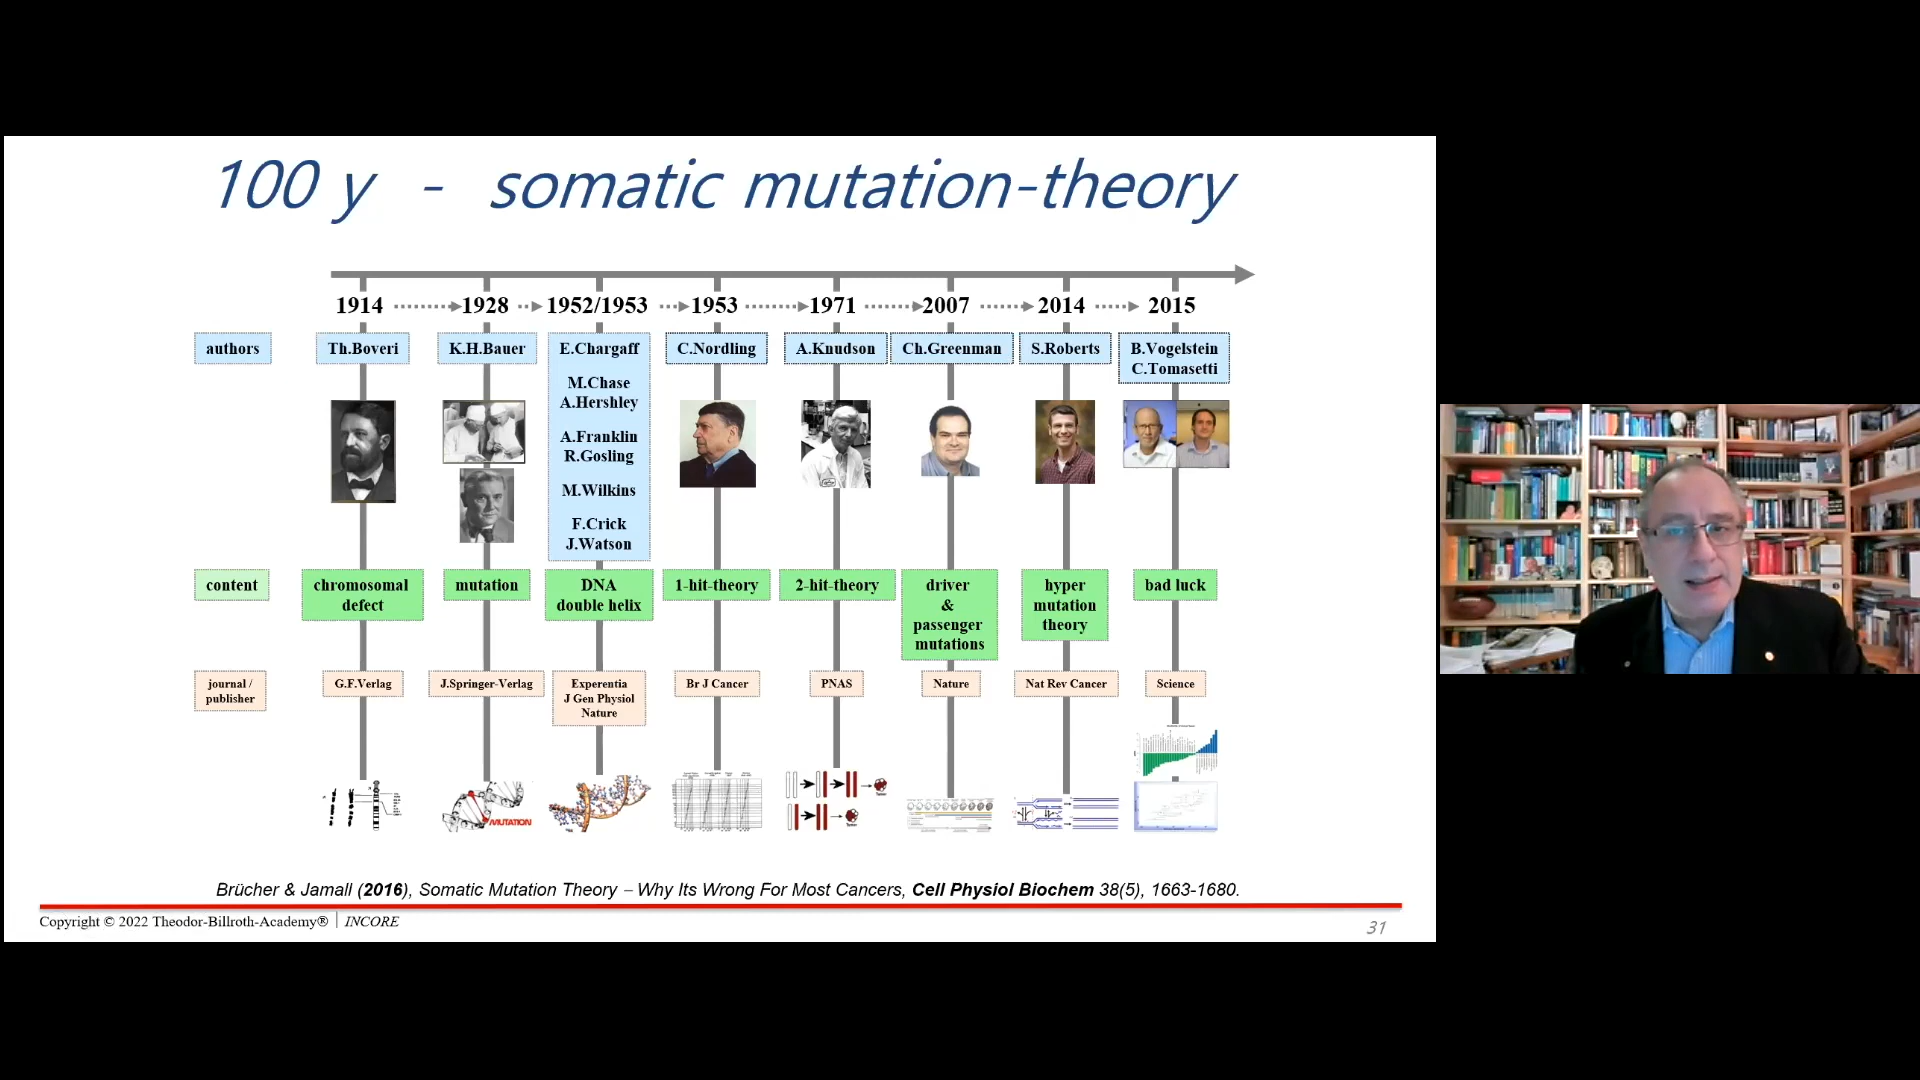 100 y - somatic mutation-theory
1914 1928 1952/1953 1953 1971 2007 2014 2015
authors
Th.Boveri
K.H.Bauer
E.Chargaff
M.Chase
A.Hershley
A.Franklin
R.Gosling
M.Wilkins
F.Crick
J.Watson
C.Nordling
A.Knudson
Ch.Greenman
S.Roberts
B.Vogelstein
C.Tomasetti
content
chromosomal
defect
mutation
DNA
double helix
1-hit-theory
2-hit-theory
driver
&
passenger
mutations
hyper
mutation
theory
bad luck
journal /
publisher
G.F.Verlag
J.Springer-Verlag
Experentia
J Gen Physiol
Nature
Br J Cancer
PNAS
Nature
Nat Rev Cancer
Science
MUTATION
Brücher & Jamall (2016), Somatic Mutation Theory – Why Its Wrong For Most Cancers, Cell Physiol Biochem 38(5), 1663-1680.
Copyright © 2022 Theodor-Billroth-Academy® | INCORE
31